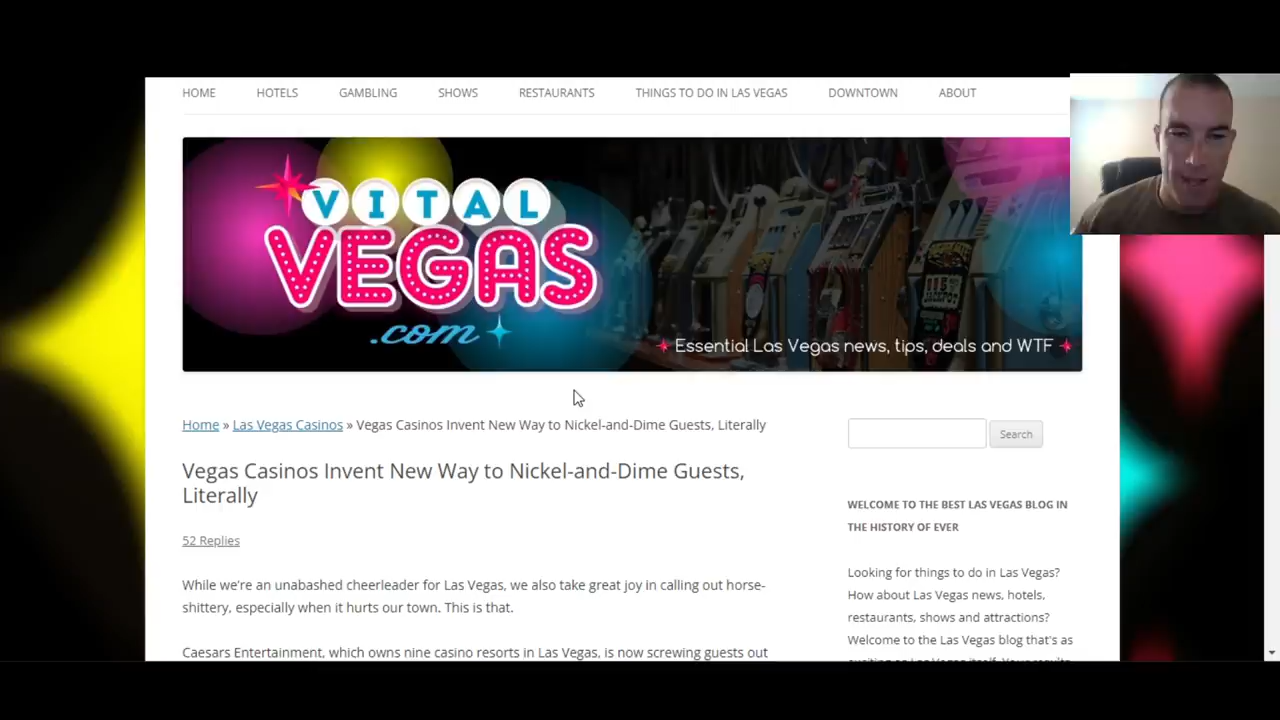 HOME HOTELS GAMBLING SHOWS RESTAURANTS THINGS TO DO IN LAS VEGAS DOWNTOWN ABOUT
VITAL
VEGAS
.com
Essential Las Vegas news, tips, deals and WTF
Home » Las Vegas Casinos » Vegas Casinos Invent New Way to Nickel-and-Dime Guests, Literally
Search
Vegas Casinos Invent New Way to Nickel-and-Dime Guests,
Literally
52 Replies
While we're an unabashed cheerleader for Las Vegas, we also take great joy in calling out horse-
shittery, especially when it hurts our town. This is that.
Caesars Entertainment, which owns nine casino resorts in Las Vegas, is now screwing guests out
WELCOME TO THE BEST LAS VEGAS BLOG IN
THE HISTORY OF EVER
Looking for things to do in Las Vegas?
How about Las Vegas news, hotels,
restaurants, shows and attractions?
Welcome to the Las Vegas blog that's as